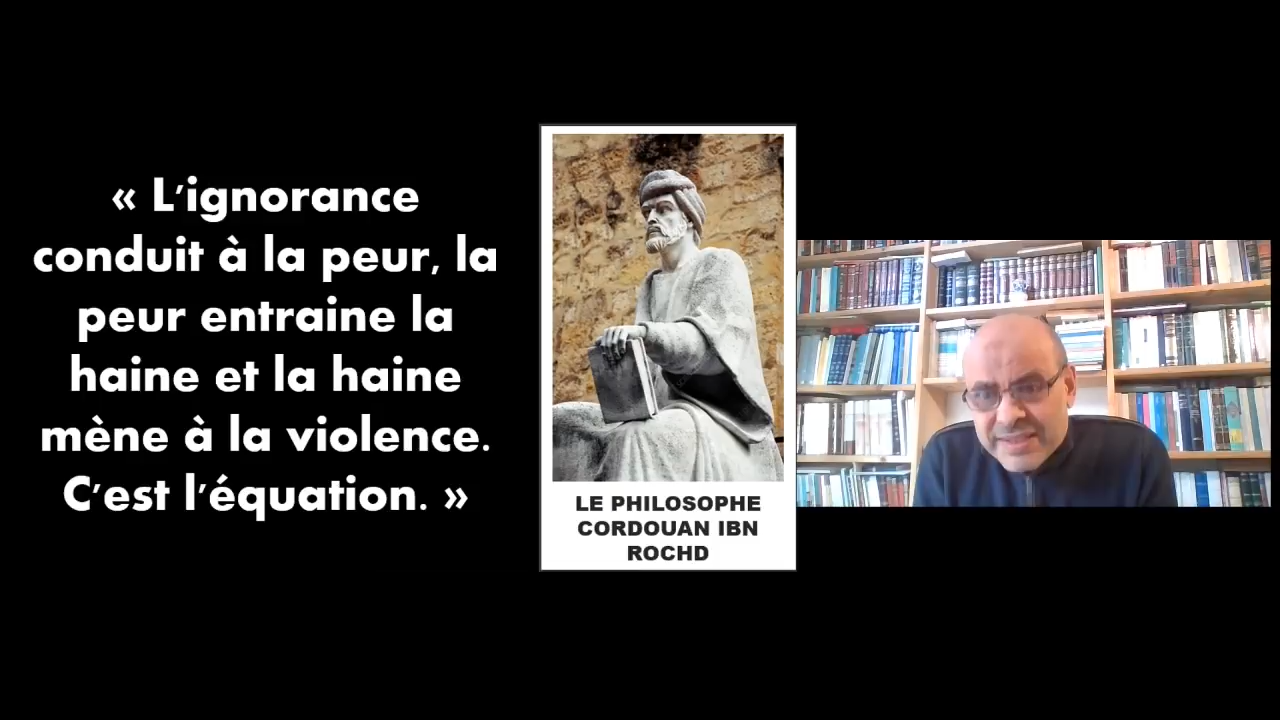 « L'ignorance
conduit à la peur, la
peur entraine la
haine et la haine
mène à la violence.
C'est l'équation. »
LE PHILOSOPHE
CORDOUAN IBN
ROCHD